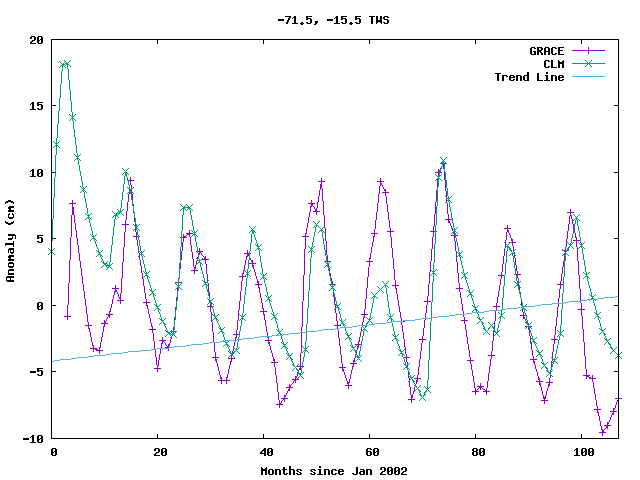 -71.5, -15.5 TWS
GRACE
CLM
Trend Line
20
15
10
5
0
-5
-10
Anomaly (cm)
0 20 40 60 80 100
Months since Jan 2002